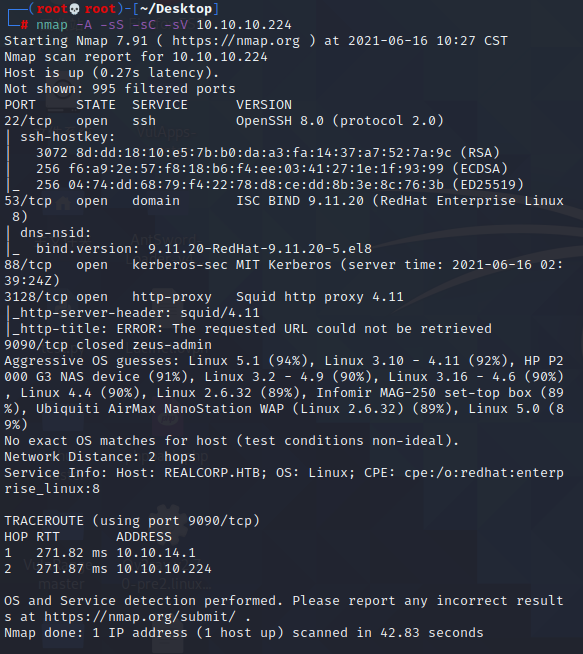 ┌──(root💀root)-[~/Desktop]
└─# nmap -A -sS -sC -sV 10.10.10.224
Starting Nmap 7.91 ( https://nmap.org ) at 2021-06-16 10:27 CST
Nmap scan report for 10.10.10.224
Host is up (0.27s latency).
Not shown: 995 filtered ports
PORT     STATE  SERVICE      VERSION
22/tcp   open   ssh          OpenSSH 8.0 (protocol 2.0)
| ssh-hostkey:
|   3072 8d:dd:18:10:e5:7b:b0:da:a3:fa:14:37:a7:52:7a:9c (RSA)
|   256 f6:a9:2e:57:f8:18:b6:f4:ee:03:41:27:1e:1f:93:99 (ECDSA)
|_  256 04:74:dd:68:79:f4:22:78:d8:ce:dd:8b:3e:8c:76:3b (ED25519)
53/tcp   open   domain       ISC BIND 9.11.20 (RedHat Enterprise Linux
 8)
| dns-nsid:
|_  bind.version: 9.11.20-RedHat-9.11.20-5.el8
88/tcp   open   kerberos-sec MIT Kerberos (server time: 2021-06-16 02:
39:24Z)
3128/tcp open   http-proxy   Squid http proxy 4.11
|_http-server-header: squid/4.11
|_http-title: ERROR: The requested URL could not be retrieved
9090/tcp closed zeus-admin
Aggressive OS guesses: Linux 5.1 (94%), Linux 3.10 - 4.11 (92%), HP P2
000 G3 NAS device (91%), Linux 3.2 - 4.9 (90%), Linux 3.16 - 4.6 (90%)
, Linux 4.4 (90%), Linux 2.6.32 (89%), Infomir MAG-250 set-top box (89
%), Ubiquiti AirMax NanoStation WAP (Linux 2.6.32) (89%), Linux 5.0 (8
9%)
No exact OS matches for host (test conditions non-ideal).
Network Distance: 2 hops
Service Info: Host: REALCORP.HTB; OS: Linux; CPE: cpe:/o:redhat:enterp
rise_linux:8
TRACEROUTE (using port 9090/tcp)
HOP RTT       ADDRESS
1   271.82 ms 10.10.14.1
2   271.87 ms 10.10.10.224
OS and Service detection performed. Please report any incorrect result
s at https://nmap.org/submit/ .
Nmap done: 1 IP address (1 host up) scanned in 42.83 seconds